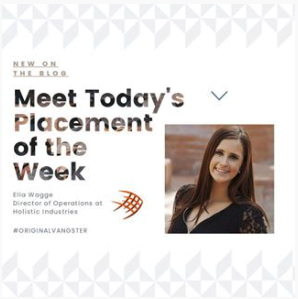 NEW ON
THE BLOG
Meet Today's
Placement
of the
Week
Ella Wagge
Director of Operations at
Holistic Industries
#ORIGINALVANGSTER